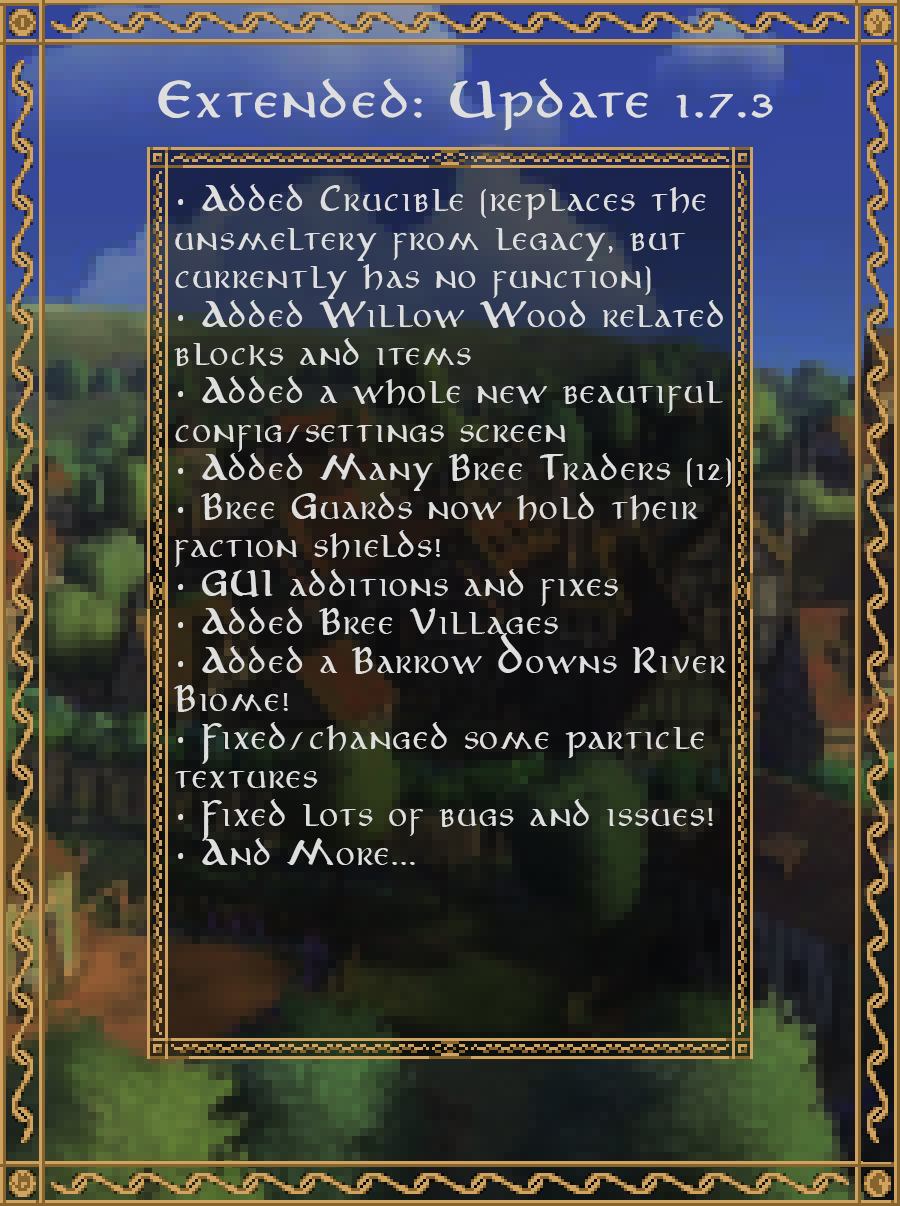 Extended: Update 1.7.3
• Added Crucible (replaces the
unsmeltery from legacy, but
currently has no function)
• Added Willow Wood related
blocks and items
• Added a whole new beautiful
config/settings screen
• Added Many Bree Traders (12)
• Bree Guards now hold their
faction shields!
• GUI additions and fixes
• Added Bree Villages
• Added a Barrow Downs River
Biome!
• Fixed/changed some particle
textures
• Fixed lots of bugs and issues!
• And More...